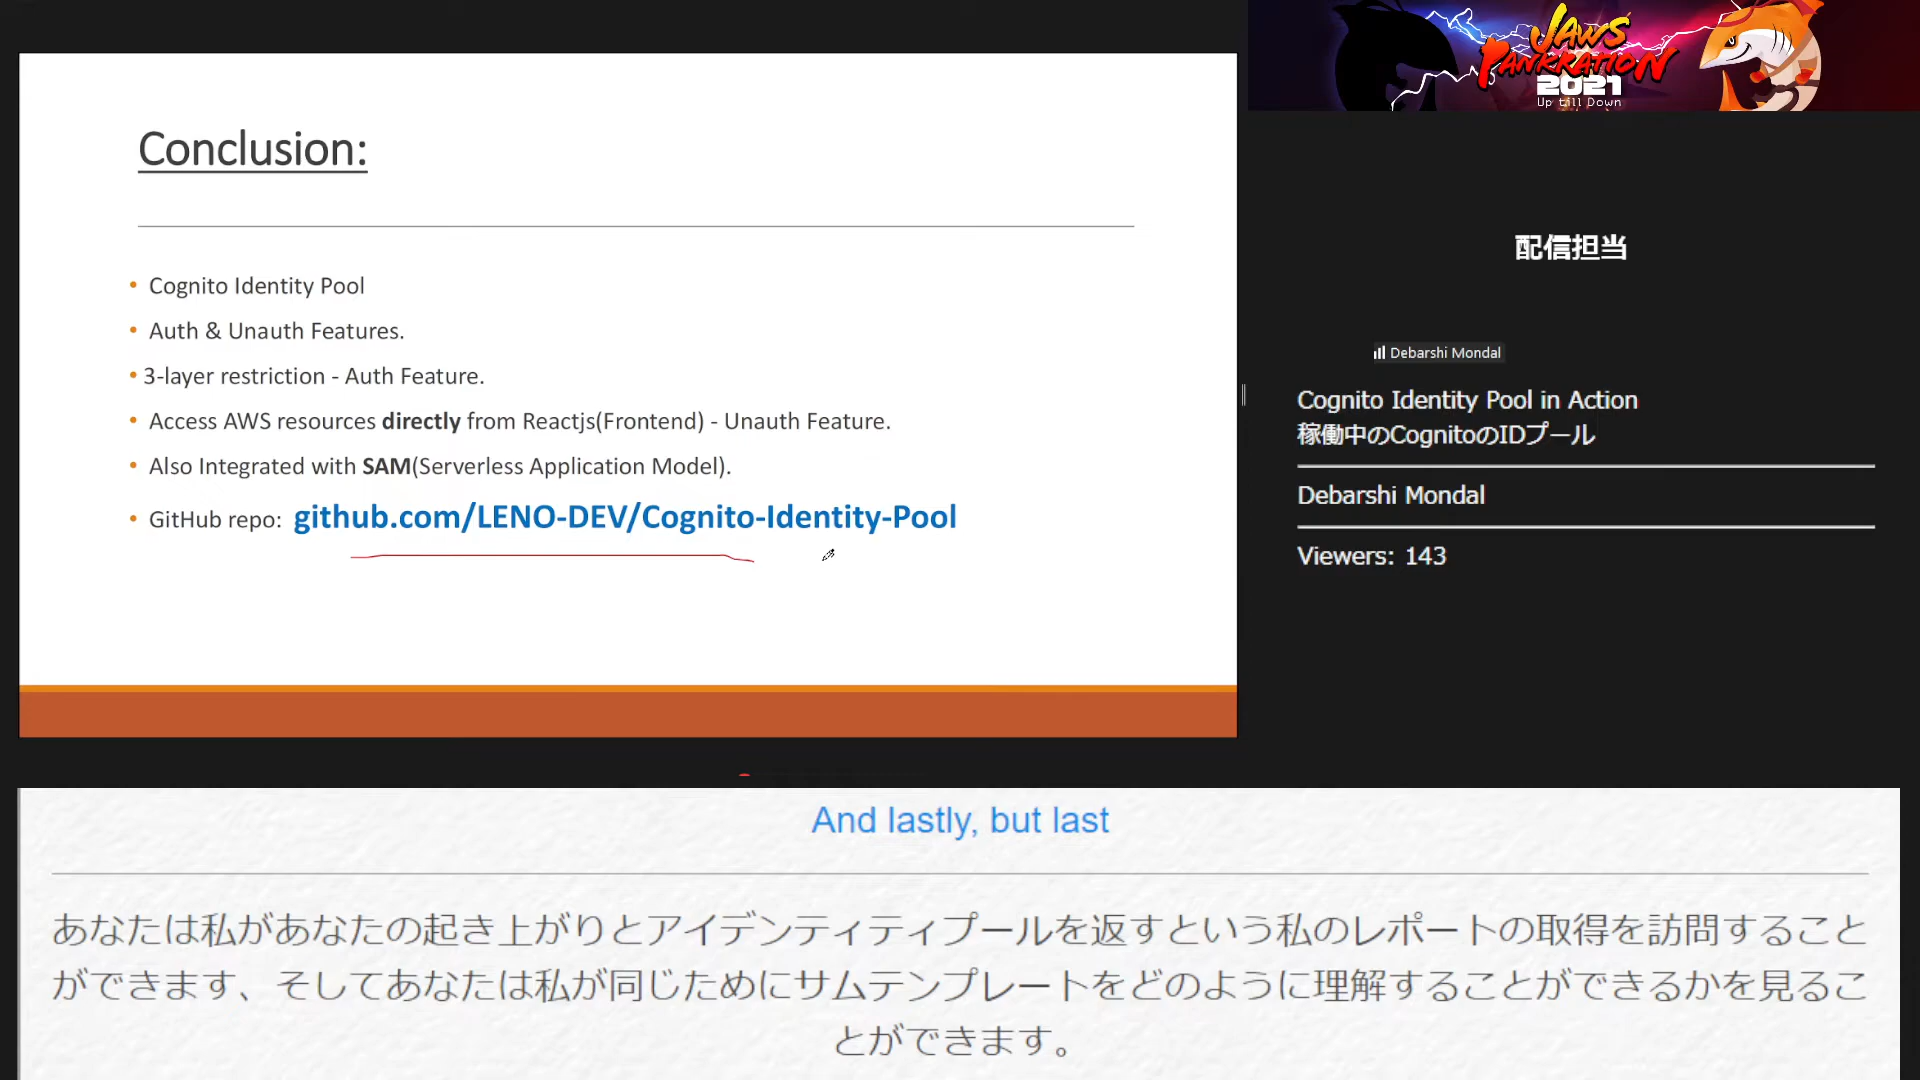 Conclusion:
• Cognito Identity Pool
• Auth & Unauth Features.
• 3-layer restriction - Auth Feature.
• Access AWS resources directly from Reactjs(Frontend) - Unauth Feature.
• Also Integrated with SAM(Serverless Application Model).
• GitHub repo: github.com/LENO-DEV/Cognito-Identity-Pool
JAWS
PANKRATION
2021
Up till Down
配信担当
Debarshi Mondal
Cognito Identity Pool in Action
稼働中のCognitoのIDプール
Debarshi Mondal
Viewers: 143
And lastly, but last
あなたは私があなたの起き上がりとアイデンティティプールを返すという私のレポートの取得を訪問すること
ができます、そしてあなたは私が同じためにサムテンプレートをどのように理解することができるかを見るこ
とができます。